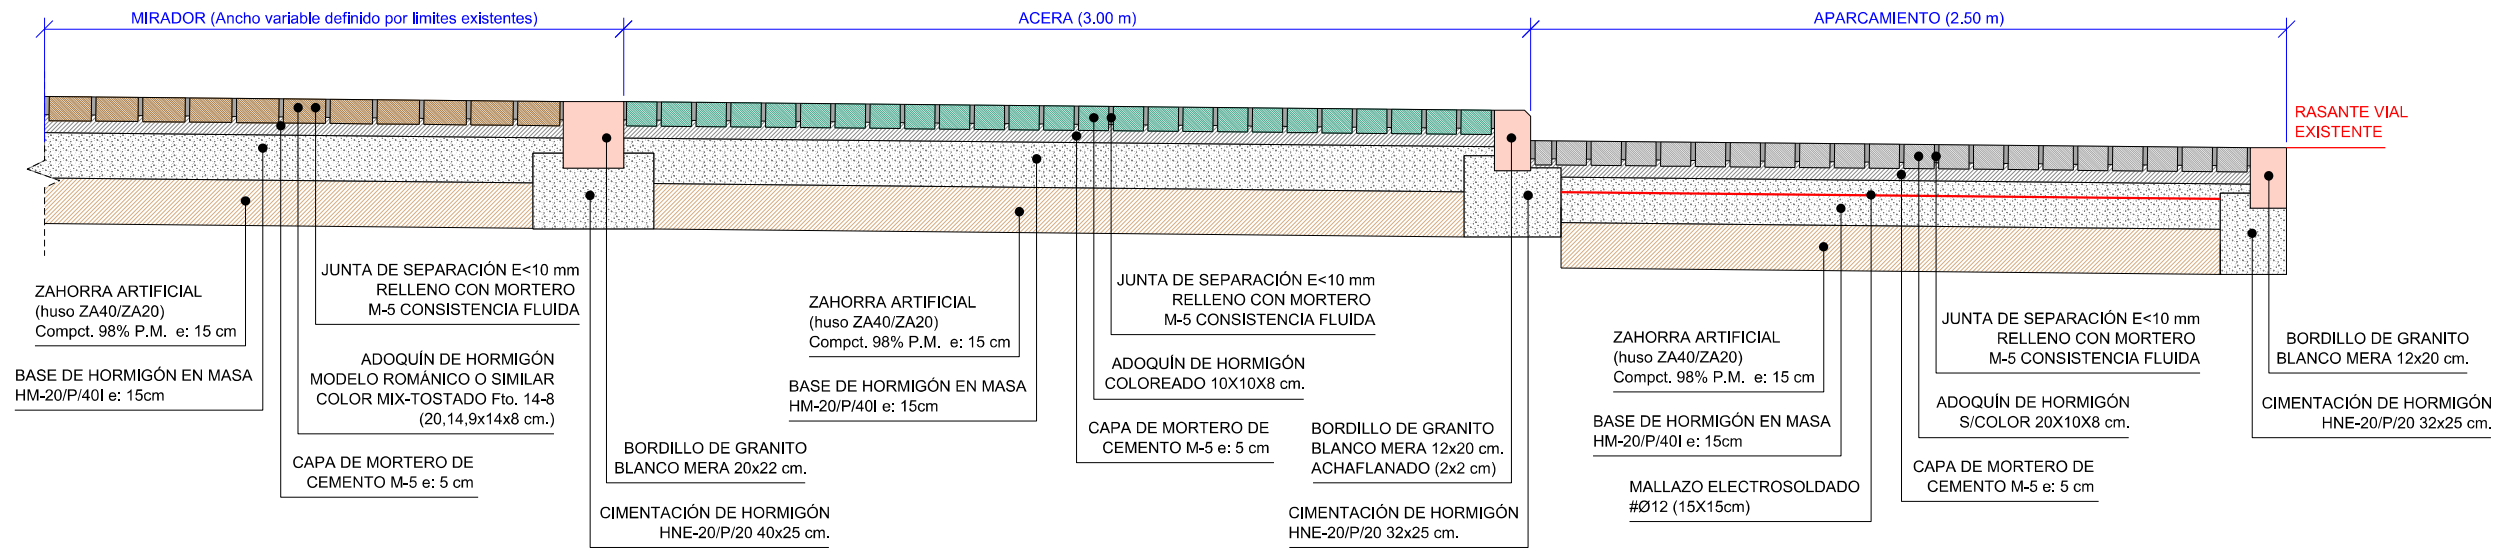 MIRADOR (Ancho variable definido por limites existentes)
ACERA (3.00 m)
APARCAMIENTO (2.50 m)
RASANTE VIAL
EXISTENTE
ZAHORRA ARTIFICIAL
(huso ZA40/ZA20)
Compct. 98% P.M. e: 15 cm
BASE DE HORMIGÓN EN MASA
HM-20/P/40I e: 15cm
JUNTA DE SEPARACIÓN E<10 mm
RELLENO CON MORTERO
M-5 CONSISTENCIA FLUIDA
ADOQUÍN DE HORMIGÓN
MODELO ROMÁNICO O SIMILAR
COLOR MIX-TOSTADO Fto. 14-8
(20,14,9x14x8 cm.)
CAPA DE MORTERO DE
CEMENTO M-5 e: 5 cm
BORDILLO DE GRANITO
BLANCO MERA 20x22 cm.
CIMENTACIÓN DE HORMIGÓN
HNE-20/P/20 40x25 cm.
ZAHORRA ARTIFICIAL
(huso ZA40/ZA20)
Compct. 98% P.M. e: 15 cm
BASE DE HORMIGÓN EN MASA
HM-20/P/40I e: 15cm
JUNTA DE SEPARACIÓN E<10 mm
RELLENO CON MORTERO
M-5 CONSISTENCIA FLUIDA
ADOQUÍN DE HORMIGÓN
COLOREADO 10X10X8 cm.
CAPA DE MORTERO DE
CEMENTO M-5 e: 5 cm
BORDILLO DE GRANITO
BLANCO MERA 12x20 cm.
ACHAFLANADO (2x2 cm)
CIMENTACIÓN DE HORMIGÓN
HNE-20/P/20 32x25 cm.
ZAHORRA ARTIFICIAL
(huso ZA40/ZA20)
Compct. 98% P.M. e: 15 cm
BASE DE HORMIGÓN EN MASA
HM-20/P/40I e: 15cm
MALLAZO ELECTROSOLDADO
#Ø12 (15X15cm)
JUNTA DE SEPARACIÓN E<10 mm
RELLENO CON MORTERO
M-5 CONSISTENCIA FLUIDA
ADOQUÍN DE HORMIGÓN
S/COLOR 20X10X8 cm.
CAPA DE MORTERO DE
CEMENTO M-5 e: 5 cm
BORDILLO DE GRANITO
BLANCO MERA 12x20 cm.
CIMENTACIÓN DE HORMIGÓN
HNE-20/P/20 32x25 cm.